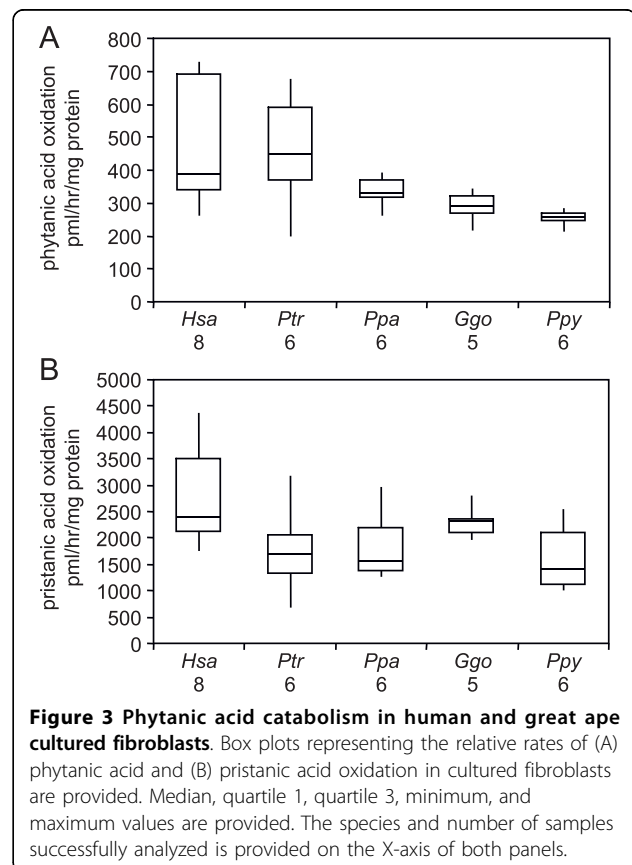 A
phytanic acid oxidation
pml/hr/mg protein
800
700
600
500
400
300
200
100
0
Hsa Ptr Ppa Ggo Ppy
8 6 6 5 6
B
pristanic acid oxidation
pml/hr/mg protein
5000
4500
4000
3500
3000
2500
2000
1500
1000
500
0
Hsa Ptr Ppa Ggo Ppy
8 6 6 5 6
Figure 3 Phytanic acid catabolism in human and great ape
cultured fibroblasts. Box plots representing the relative rates of (A)
phytanic acid and (B) pristanic acid oxidation in cultured fibroblasts
are provided. Median, quartile 1, quartile 3, minimum, and
maximum values are provided. The species and number of samples
successfully analyzed is provided on the X-axis of both panels.